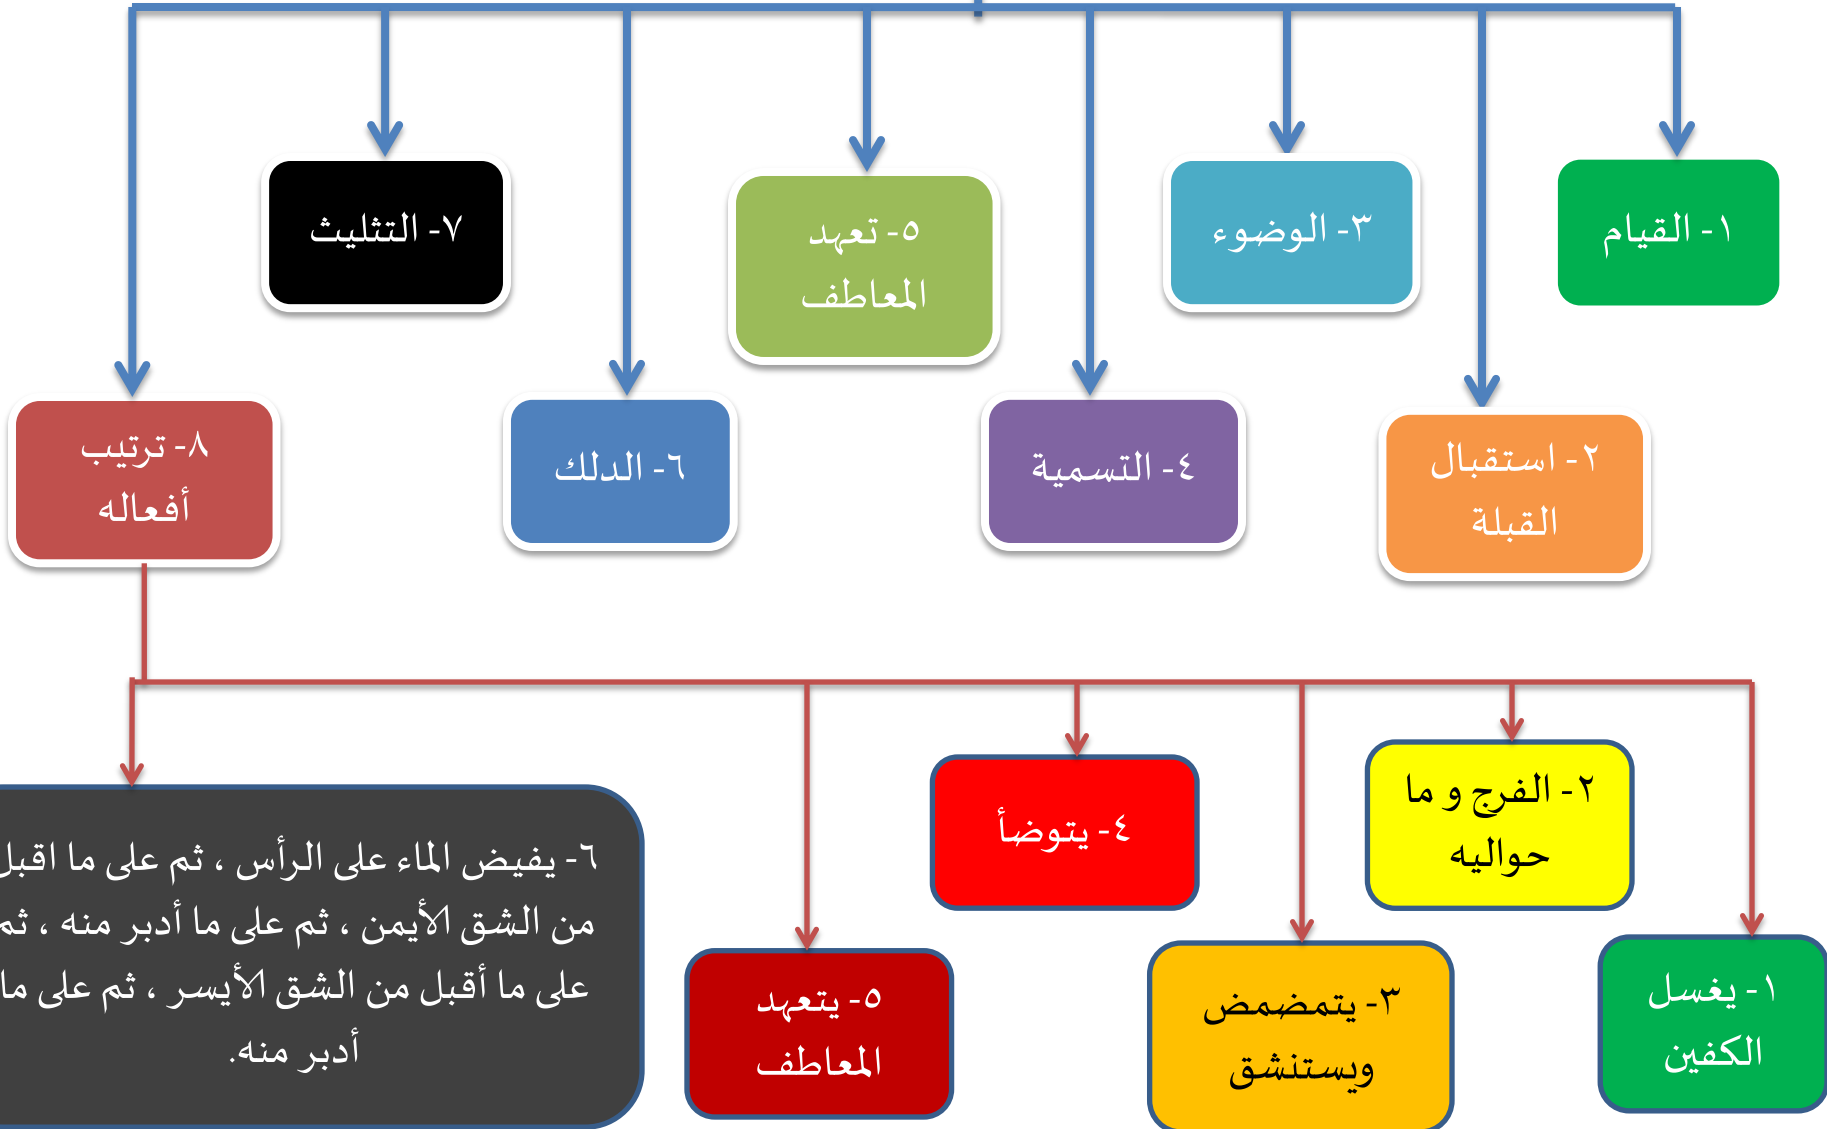 ١- القيام
٢- استقبال
القبلة
٣- الوضوء
٤- التسمية
٥- تعهد
المعاطف
٦- الدلك
٧- التثليث
٨- ترتيب
أفعاله
١- يغسل
الكفين
٢- الفرج و ما
حواليه
٣- يتمضمض
ويستنشق
٤- يتوضأ
٥- يتعهد
المعاطف
٦- يفيض الماء على الرأس ، ثم على ما اقبل
من الشق الأيمن ، ثم على ما أدبر منه ، ثم
على ما أقبل من الشق الأيسر ، ثم على ما
أدبر منه.